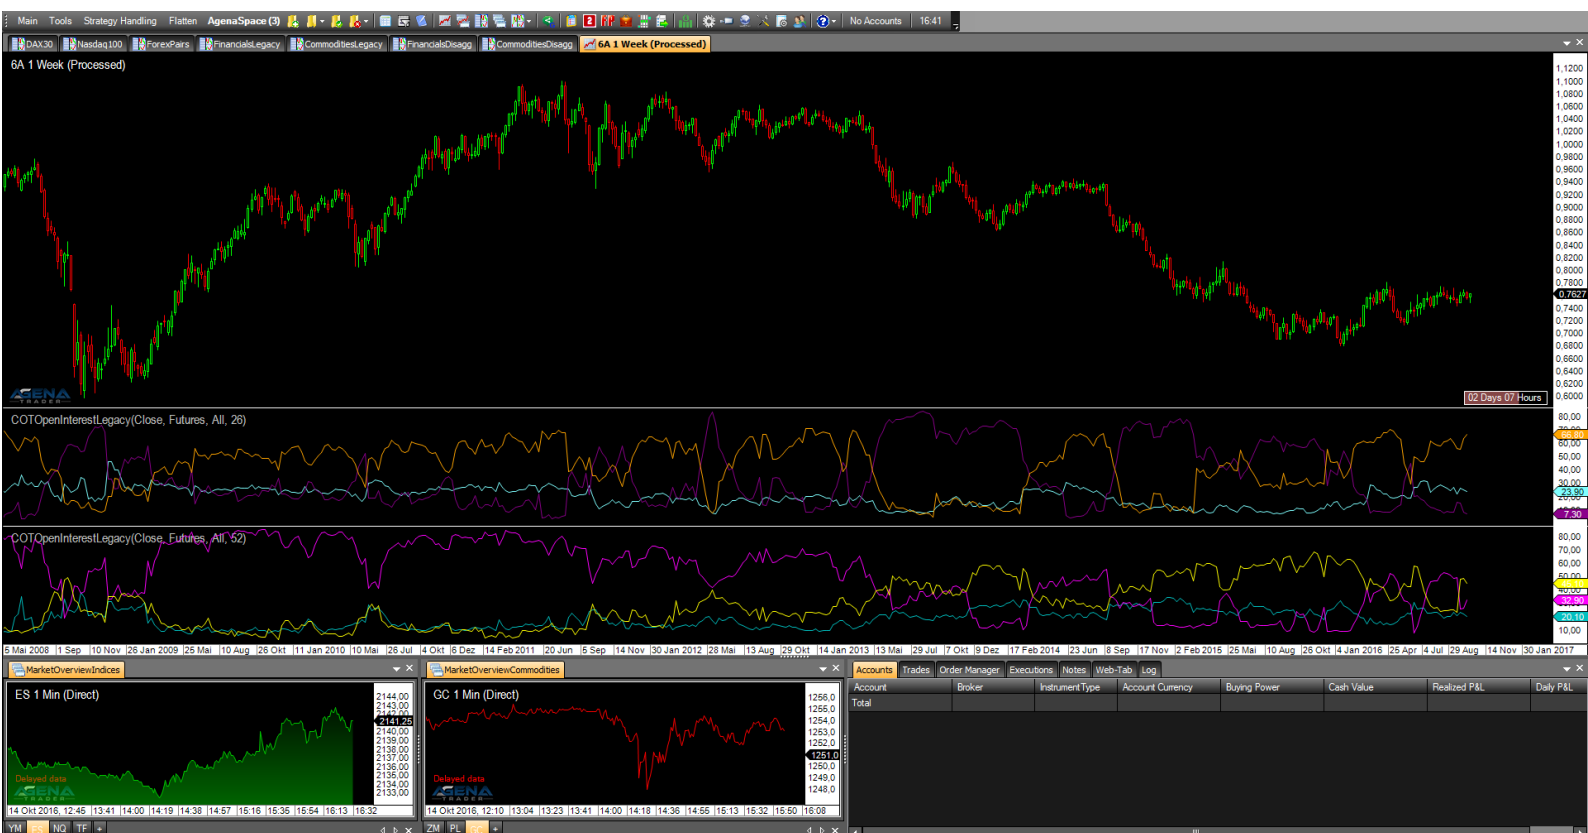 Main Tools Strategy Handling Flatten AgenaSpace (3) No Accounts 16:41
DAX30 Nasdaq100 ForexPairs FinancialsLegacy CommoditiesLegacy FinancialsDisagg CommoditiesDisagg 6A 1 Week (Processed)
6A 1 Week (Processed)
1,1200
1,1000
1,0800
1,0600
1,0400
1,0200
1,0000
0,9800
0,9600
0,9400
0,9200
0,9000
0,8800
0,8600
0,8400
0,8200
0,8000
0,7800
0,7627
0,7400
0,7200
0,7000
0,6800
0,6600
0,6400
0,6200
0,6000
AGENA
TRADER
02 Days 07 Hours
COTOpenInterestLegacy(Close, Futures, All, 26)
80,00
60,00
50,00
40,00
30,00
23,90
7,30
COTOpenInterestLegacy(Close, Futures, All, 52)
80,00
70,00
60,00
40,00
32,90
20,10
10,00
5 Mai 2008 1 Sep 10 Nov 26 Jan 2009 25 Mai 10 Aug 26 Okt 11 Jan 2010 10 Mai 26 Jul 4 Okt 6 Dez 14 Feb 2011 20 Jun 5 Sep 14 Nov 30 Jan 2012 28 Mai 13 Aug 29 Okt 14 Jan 2013 13 Mai 29 Jul 7 Okt 9 Dez 17 Feb 2014 23 Jun 8 Sep 17 Nov 2 Feb 2015 25 Mai 10 Aug 26 Okt 4 Jan 2016 25 Apr 4 Jul 29 Aug 14 Nov 30 Jan 2017
MarketOverviewIndices
ES 1 Min (Direct)
2144,00
2143,00
2142,00
2141,25
2140,00
2139,00
2138,00
2137,00
2136,00
2135,00
2134,00
2133,00
Delayed data
AGENA
TRADER
14 Okt 2016, 12:46 13:41 14:00 14:19 14:38 14:57 15:16 15:35 15:54 16:13 16:32
YM ES NQ TF +
MarketOverviewCommodities
GC 1 Min (Direct)
1256,0
1255,0
1254,0
1253,0
1252,0
1251,0
1250,0
1249,0
1248,0
Delayed data
AGENA
TRADER
14 Okt 2016, 12:10 13:04 13:23 13:41 14:00 14:18 14:36 14:55 15:13 15:32 15:50 16:08
ZM PL +
Accounts Trades Order Manager Executions Notes Web-Tab Log
Account Broker InstrumentType Account Currency Buying Power Cash Value Realized P&L Daily P&L
Total